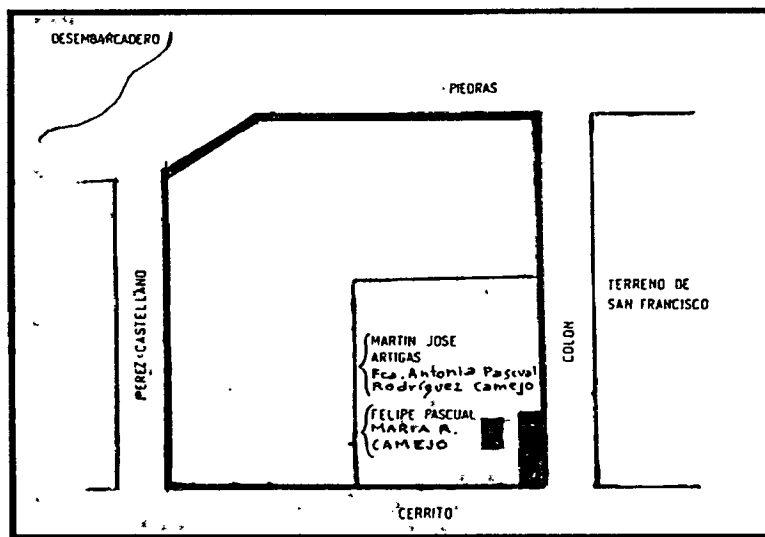 DESEMBARCADERO
PIEDRAS
PEREZ CASTELLANO
MARTIN JOSE
ARTIGAS
Fca. Antonia Pascual
Rodríguez Camejo
FELIPE PASCUAL
MARIA R.
CAMEJO
COLON
TERRENO DE
SAN FRANCISCO
CERRITO